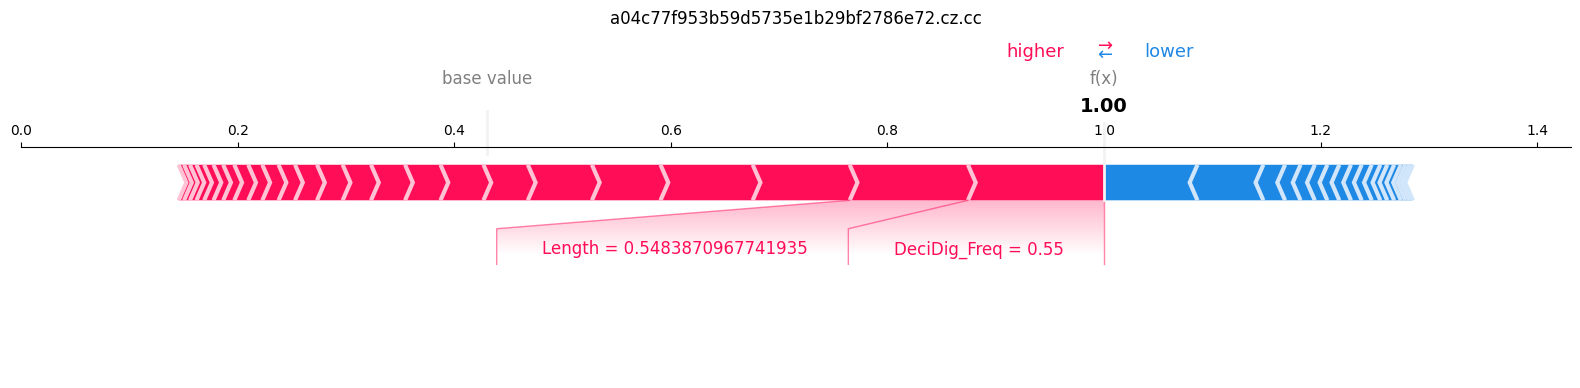 a04c77f953b59d5735e1b29bf2786e72.cz.cc
higher ⇄ lower
base value f(x)
1.00
0.0 0.2 0.4 0.6 0.8 1.0 1.2 1.4
Length = 0.5483870967741935 DeciDig_Freq = 0.55